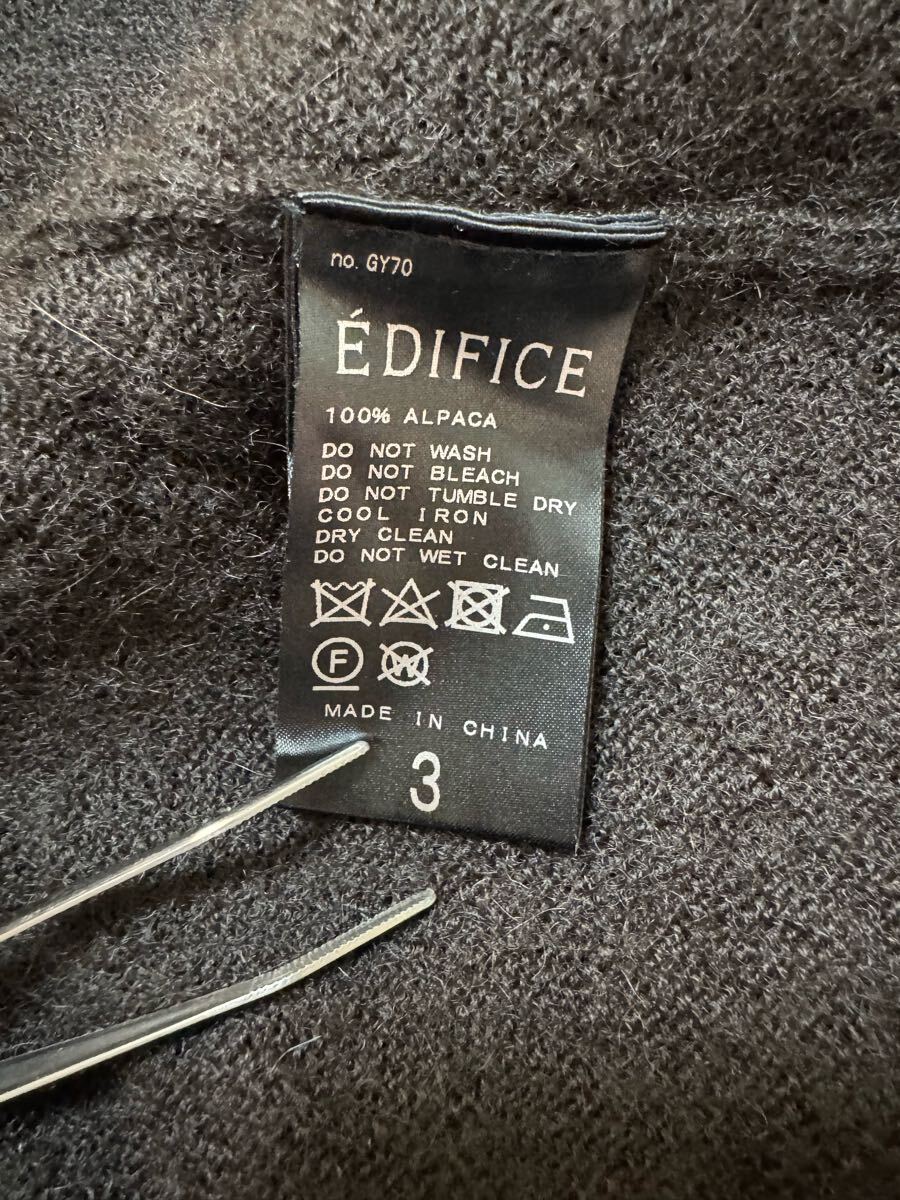 no. GY70
ÉDIFICE
100% ALPACA
DO NOT WASH
DO NOT BLEACH
DO NOT TUMBLE DRY
COOL IRON
DRY CLEAN
DO NOT WET CLEAN
F W
MADE IN CHINA
3